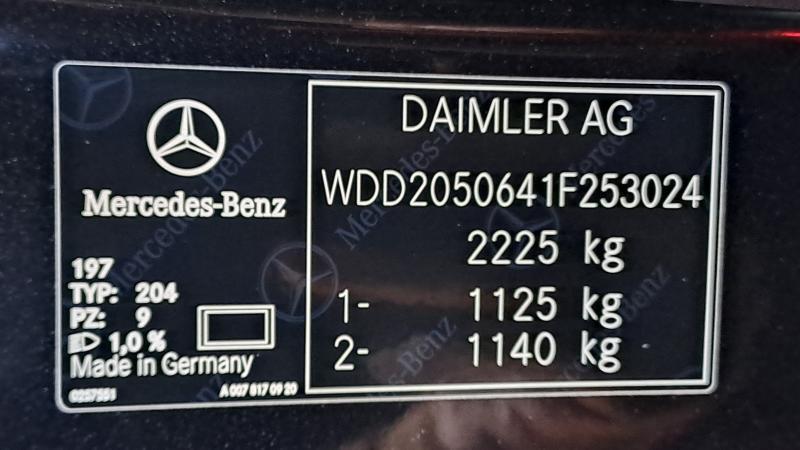 Mercedes-Benz
197
TYP: 204
PZ: 9
1,0 %
Made in Germany
0257551
A 007 817 09 20
DAIMLER AG
WDD2050641F253024
2225 kg
1- 1125 kg
2- 1140 kg